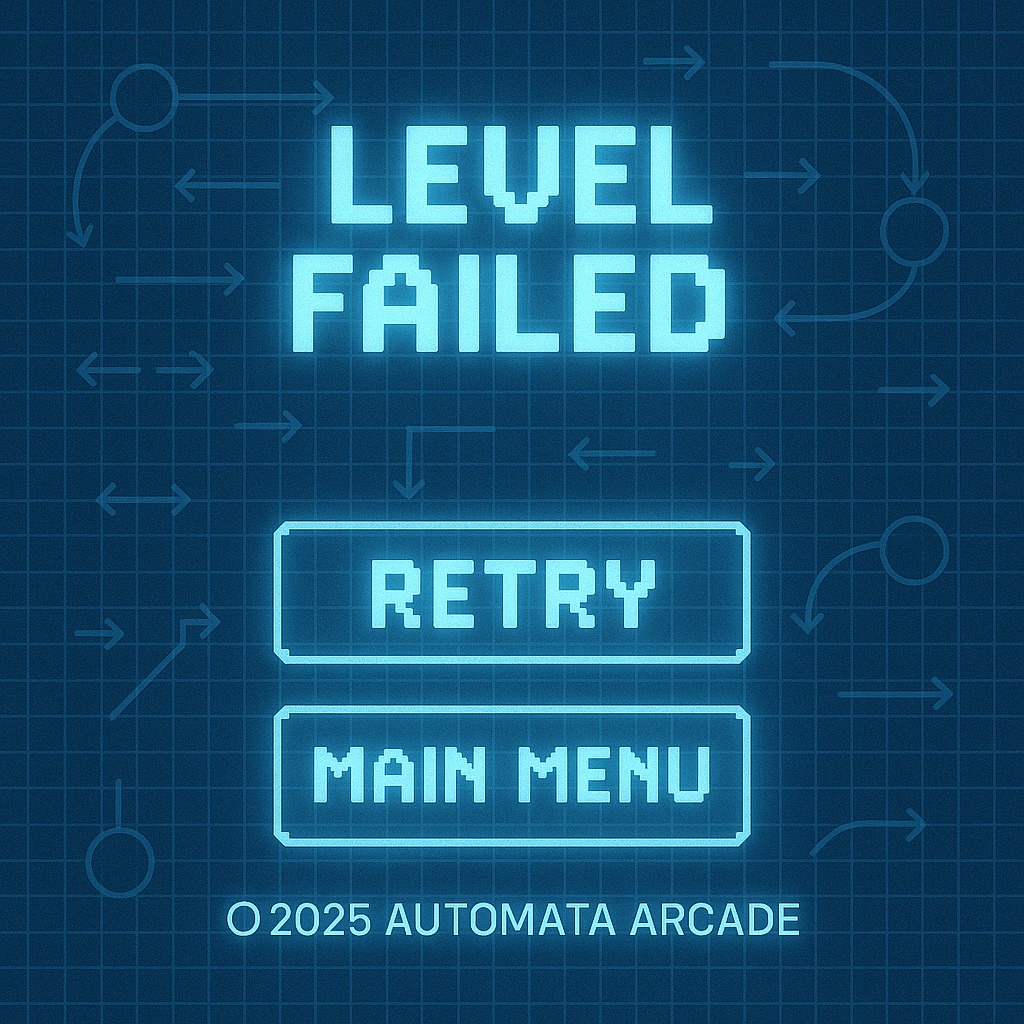 LEVEL
FAILED
RETRY
MAIN MENU
O 2025 AUTOMATA ARCADE